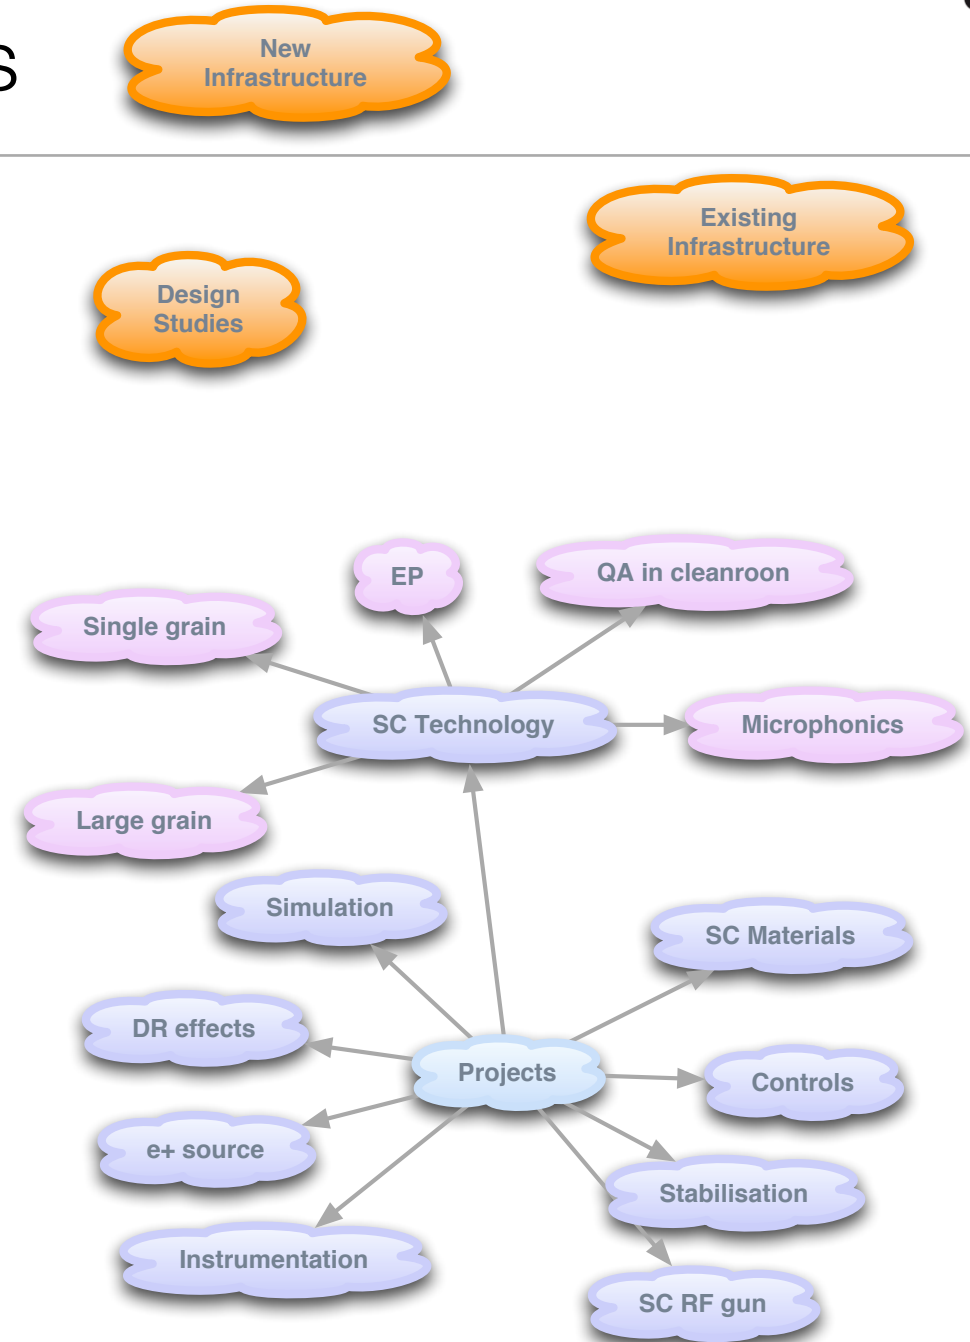 s
New
Infrastructure
Existing
Infrastructure
Design
Studies
EP
QA in cleanroon
Single grain
SC Technology
Microphonics
Large grain
Simulation
SC Materials
DR effects
Projects
Controls
e+ source
Stabilisation
Instrumentation
SC RF gun